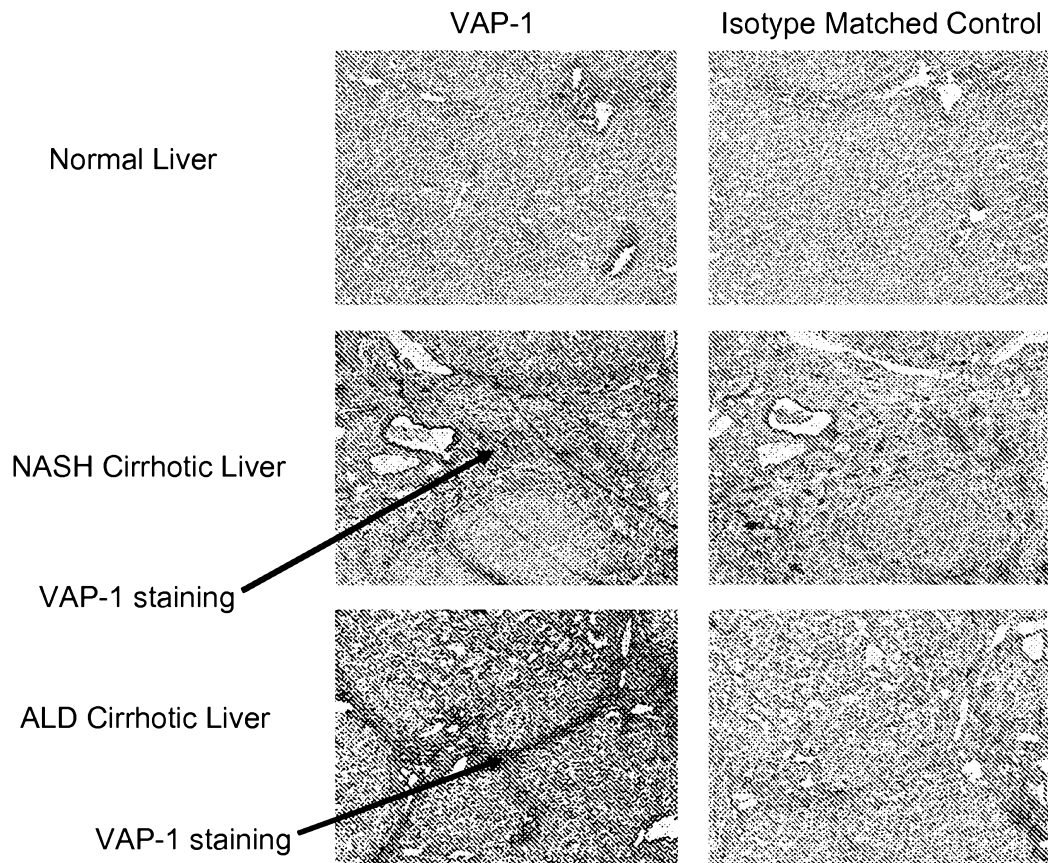 VAP-1
Isotype Matched Control
Normal Liver
NASH Cirrhotic Liver
VAP-1 staining
ALD Cirrhotic Liver
VAP-1 staining